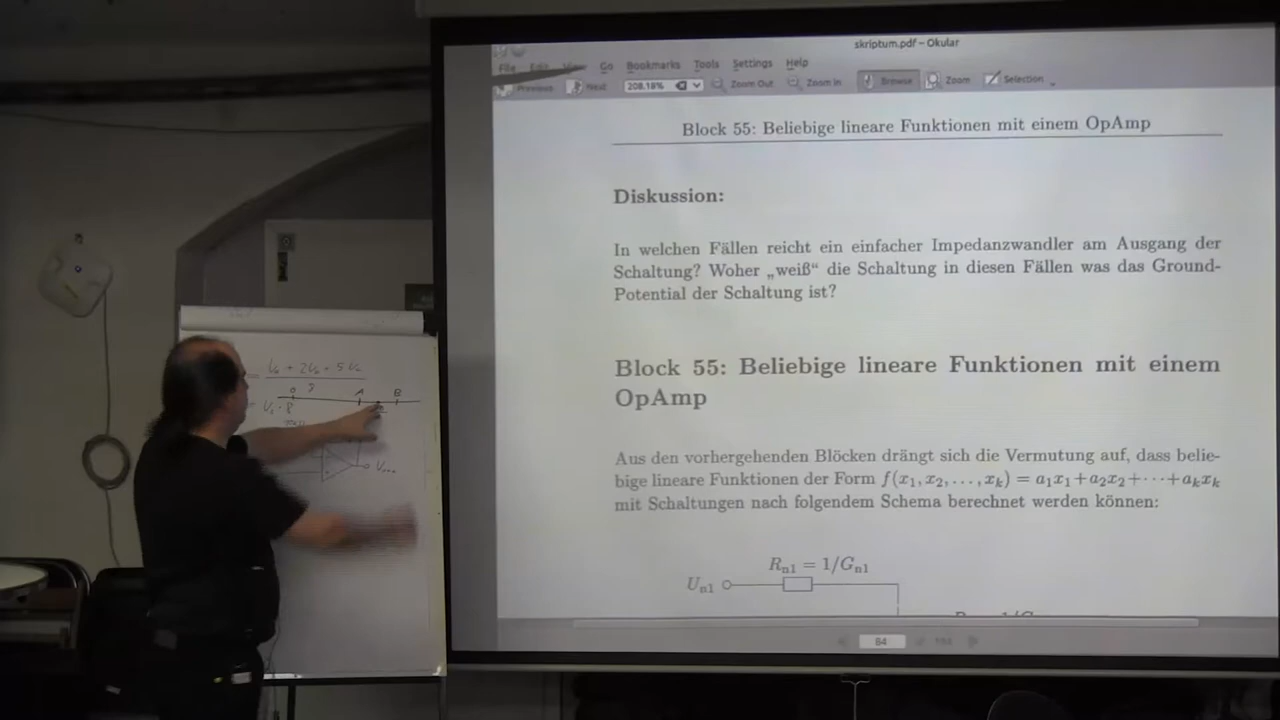 skriptum.pdf – Okular
File Edit View Go Bookmarks Tools Settings Help
Previous Next 208.18% Zoom Out Zoom In Browse Zoom Selection
Block 55: Beliebige lineare Funktionen mit einem OpAmp
Diskussion:
In welchen Fällen reicht ein einfacher Impedanzwandler am Ausgang der
Schaltung? Woher „weiß“ die Schaltung in diesen Fällen was das Ground-
Potential der Schaltung ist?
Block 55: Beliebige lineare Funktionen mit einem
OpAmp
Aus den vorhergehenden Blöcken drängt sich die Vermutung auf, dass belie-
bige lineare Funktionen der Form f(x₁, x₂, . . . , xₖ) = a₁x₁+a₂x₂+· · ·+aₖxₖ
mit Schaltungen nach folgendem Schema berechnet werden können:
Rₙ₁ = 1/Gₙ₁
Uₙ₁
64
0 A B